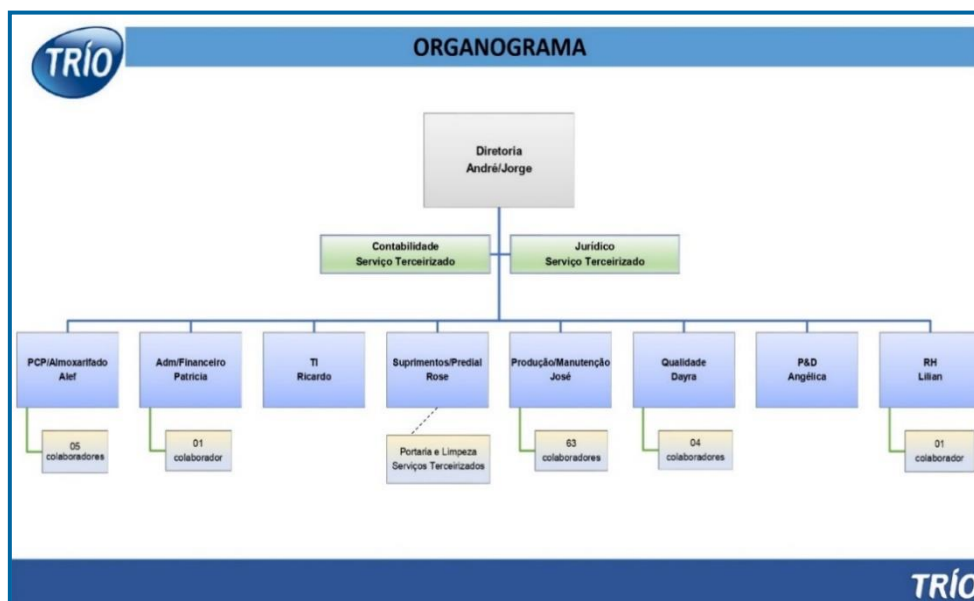 TRÍO
ORGANOGRAMA
Diretoria
André/Jorge
Contabilidade
Serviço Terceirizado
Jurídico
Serviço Terceirizado
PCP/Almoxarifado
Alef
Adm/Financeiro
Patricia
TI
Ricardo
Suprimentos/Predial
Rose
Produção/Manutenção
José
Qualidade
Dayra
P&D
Angélica
RH
Lilian
05
colaboradores
01
colaborador
Portaria e Limpeza
Serviços Terceirizados
63
colaboradores
04
colaboradores
01
colaborador
TRÍO